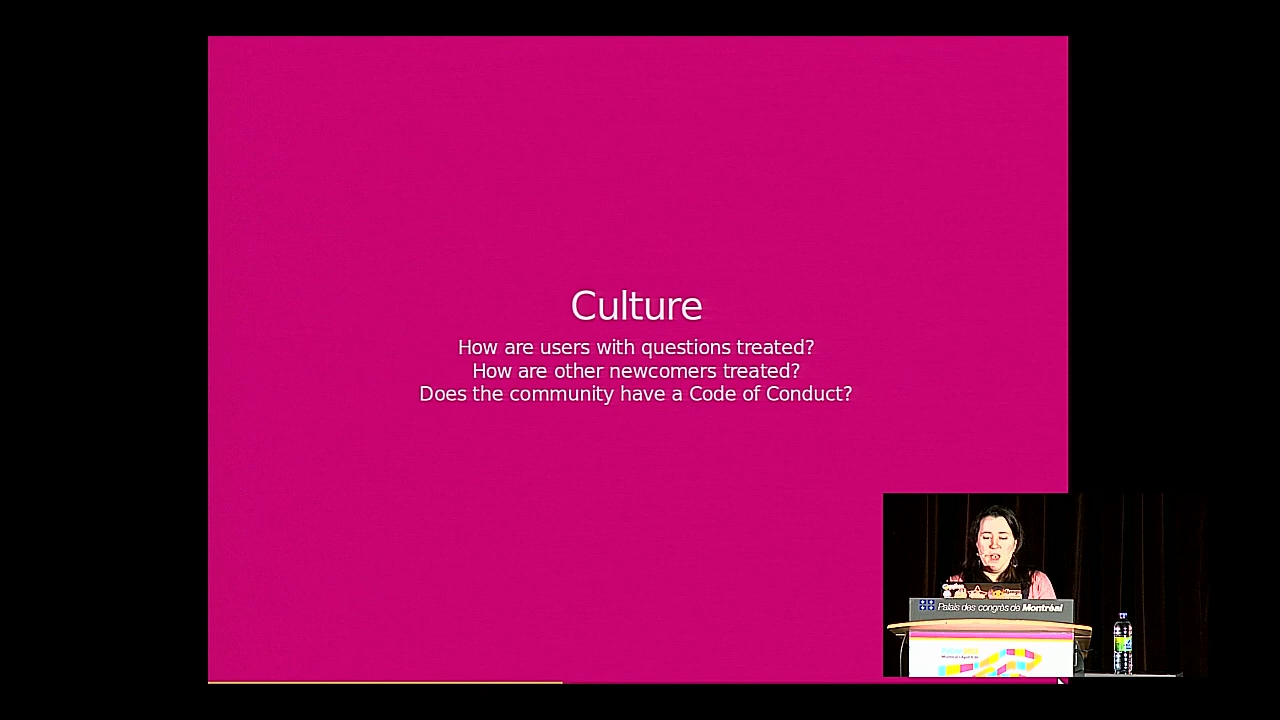 Culture
How are users with questions treated?
How are other newcomers treated?
Does the community have a Code of Conduct?
Palais des congrès de Montréal